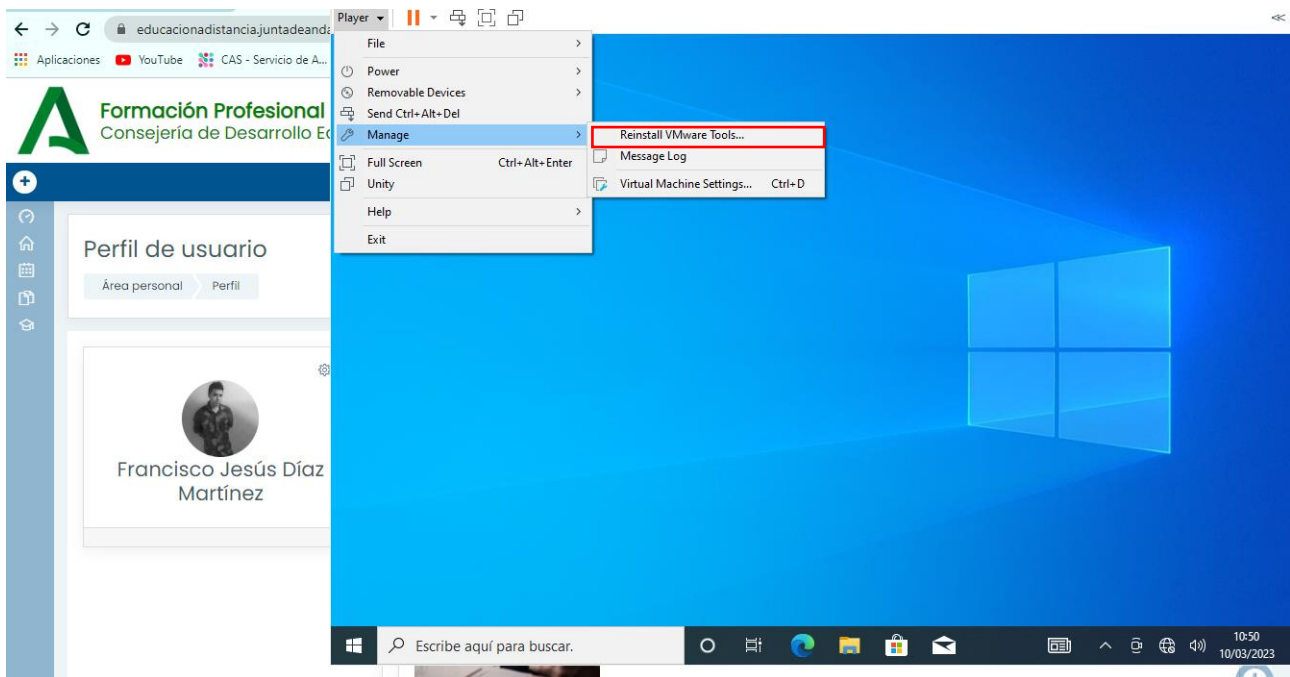 educacionadistancia.juntadeanda
Aplicaciones
YouTube
CAS - Servicio de A...
Formación Profesional
Consejería de Desarrollo Ec
Perfil de usuario
Área personal
Perfil
Francisco Jesús Díaz
Martínez
Player
File
Power
Removable Devices
Send Ctrl+Alt+Del
Manage
Full Screen Ctrl+Alt+Enter
Unity
Help
Exit
Reinstall VMware Tools...
Message Log
Virtual Machine Settings... Ctrl+D
Escribe aquí para buscar.
10:50
10/03/2023